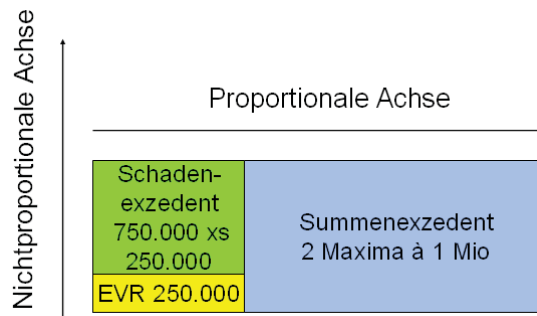 Nichtproportionale Achse
Proportionale Achse
Schaden-
exzedent
750.000 xs
250.000
EVR 250.000
Summenexzedent
2 Maxima à 1 Mio